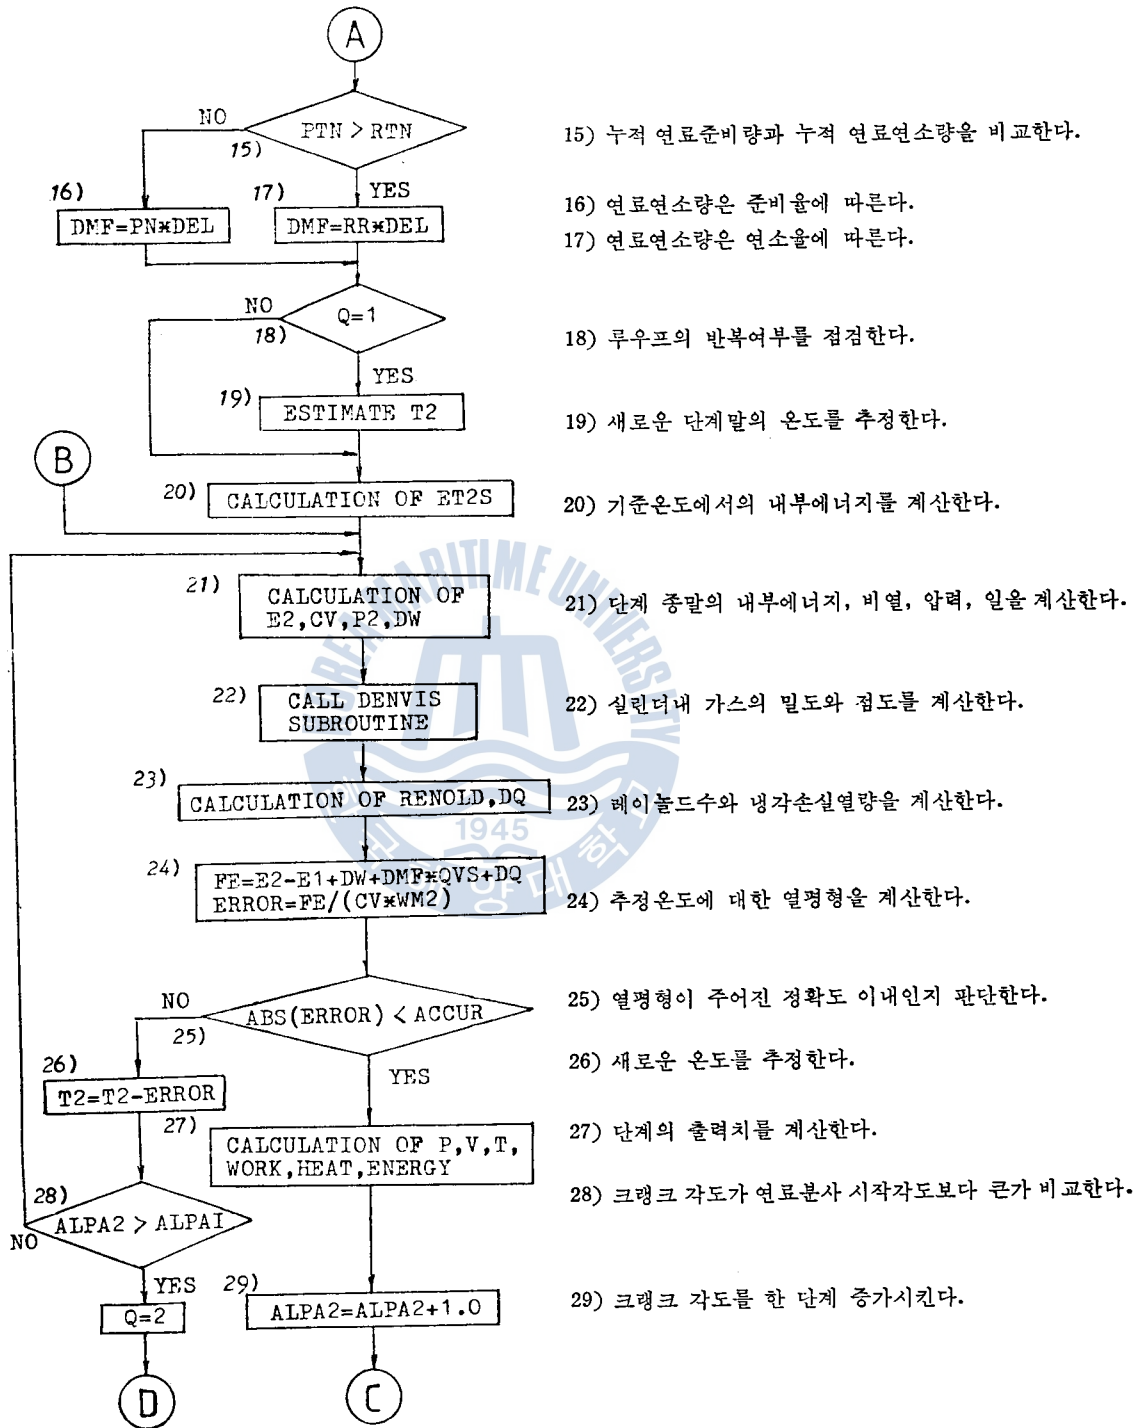 A
NO
PTN > RTN
15)
15) 누적 연료준비량과 누적 연료연소량을 비교한다.
16)
17)
YES
16) 연료연소량은 준비율에 따른다.
DMF=PN*DEL
DMF=RR*DEL
17) 연료연소량은 연소율에 따른다.
NO
Q=1
18)
18) 루우프의 반복여부를 점검한다.
YES
19)
ESTIMATE T2
19) 새로운 단계말의 온도를 추정한다.
B
20)
CALCULATION OF ET2S
20) 기준온도에서의 내부에너지를 계산한다.
21)
CALCULATION OF
E2,CV,P2,DW
21) 단계 종말의 내부에너지, 비열, 압력, 일을 계산한다.
22)
CALL DENVIS
SUBROUTINE
22) 실린더내 가스의 밀도와 점도를 계산한다.
23)
CALCULATION OF RENOLD,DQ
23) 레이놀드수와 냉각손실열량을 계산한다.
24)
FE=E2-E1+DW+DMF*QVS+DQ
ERROR=FE/(CV*WM2)
24) 추정온도에 대한 열평형을 계산한다.
NO
ABS(ERROR) < ACCUR
25)
25) 열평형이 주어진 정확도 이내인지 판단한다.
26)
YES
26) 새로운 온도를 추정한다.
T2=T2-ERROR
27)
CALCULATION OF P,V,T,
WORK,HEAT,ENERGY
27) 단계의 출력치를 계산한다.
28)
ALPA2 > ALPAI
NO
28) 크랭크 각도가 연료분사 시작각도보다 큰가 비교한다.
YES
29)
Q=2
ALPA2=ALPA2+1.0
29) 크랭크 각도를 한 단계 증가시킨다.
D
C
KOREA MARITIME UNIVERSITY
1945
한국해양대학교